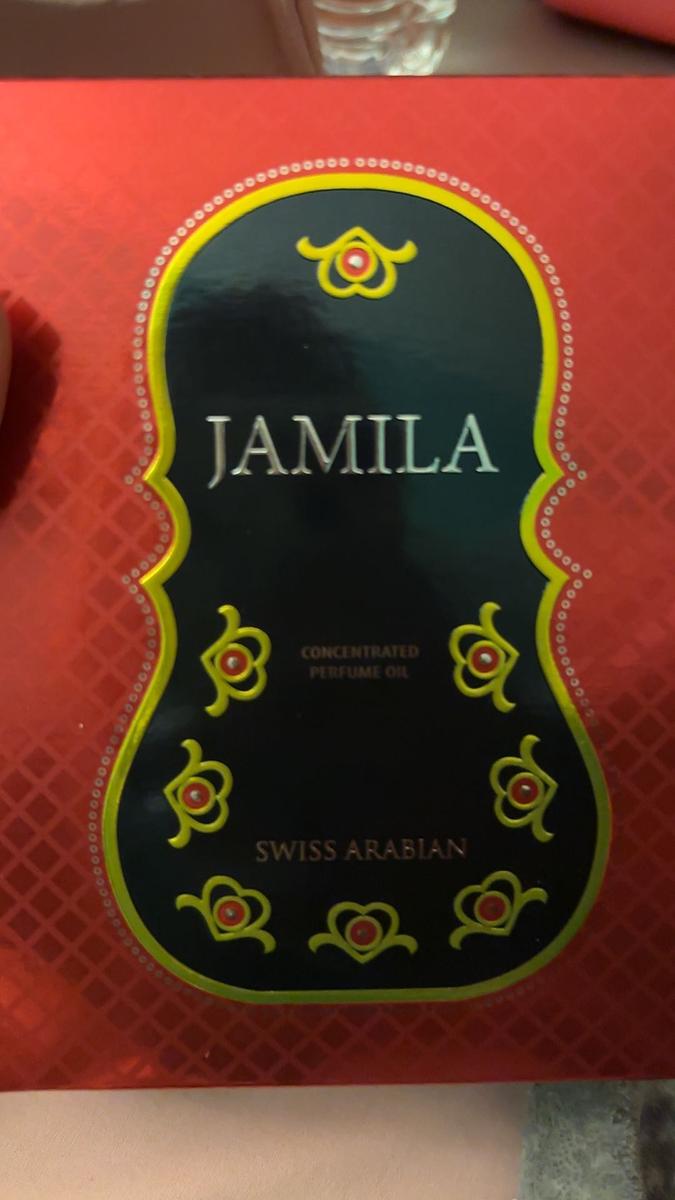 JAMILA
CONCENTRATED
PERFUME OIL
SWISS ARABIAN